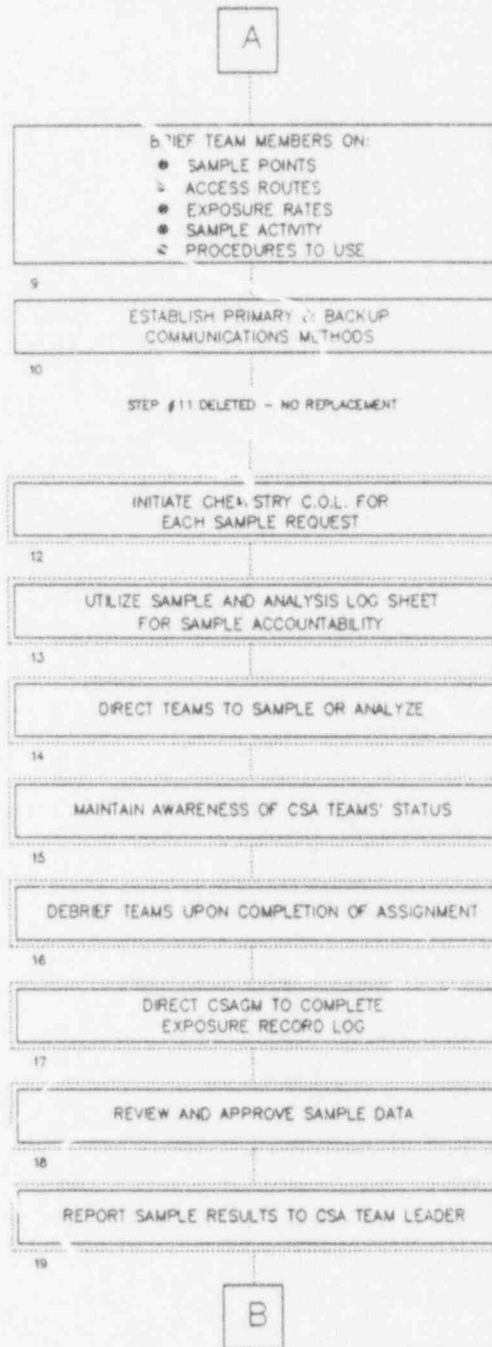 A
BRIEF TEAM MEMBERS ON:
● SAMPLE POINTS
● ACCESS ROUTES
● EXPOSURE RATES
● SAMPLE ACTIVITY
● PROCEDURES TO USE
9
ESTABLISH PRIMARY & BACKUP
COMMUNICATIONS METHODS
10
STEP #11 DELETED - NO REPLACEMENT
INITIATE CHEMISTRY C.O.L. FOR
EACH SAMPLE REQUEST
12
UTILIZE SAMPLE AND ANALYSIS LOG SHEET
FOR SAMPLE ACCOUNTABILITY
13
DIRECT TEAMS TO SAMPLE OR ANALYZE
14
MAINTAIN AWARENESS OF CSA TEAMS' STATUS
15
DEBRIEF TEAMS UPON COMPLETION OF ASSIGNMENT
16
DIRECT CSAGM TO COMPLETE
EXPOSURE RECORD LOG
17
REVIEW AND APPROVE SAMPLE DATA
18
REPORT SAMPLE RESULTS TO CSA TEAM LEADER
19
B